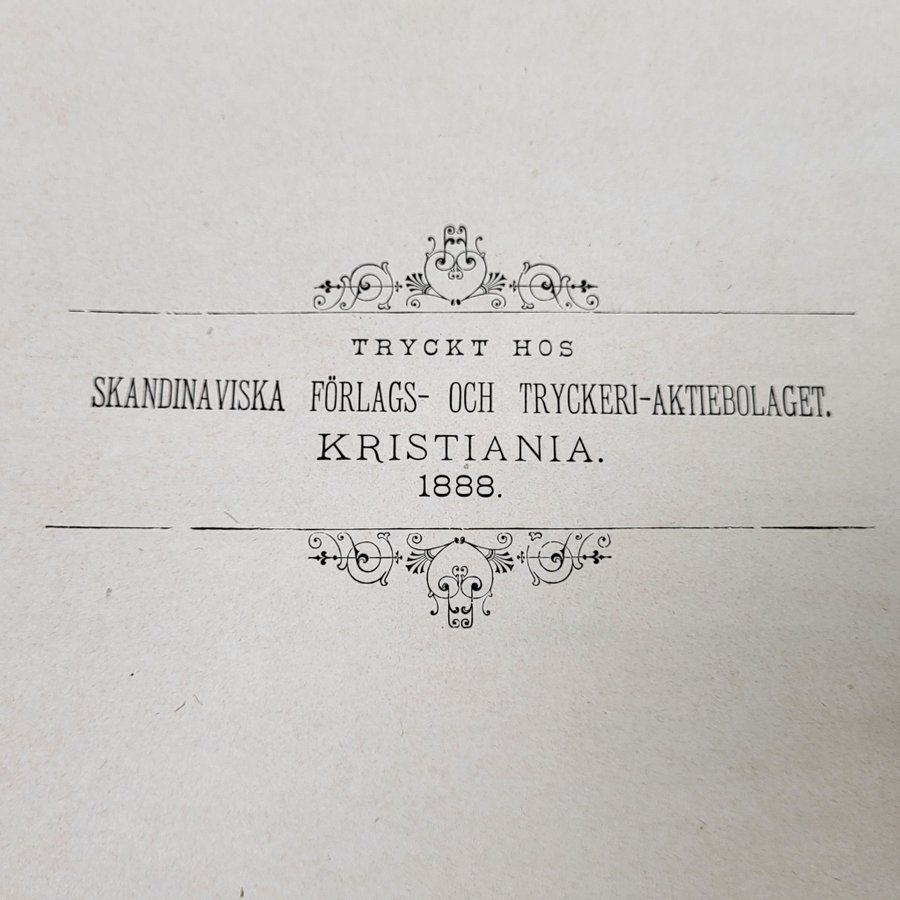 TRYCKT HOS
SKANDINAVISKA FÖRLAGS- OCH TRYCKERI-AKTIEBOLAGET.
KRISTIANIA.
1888.